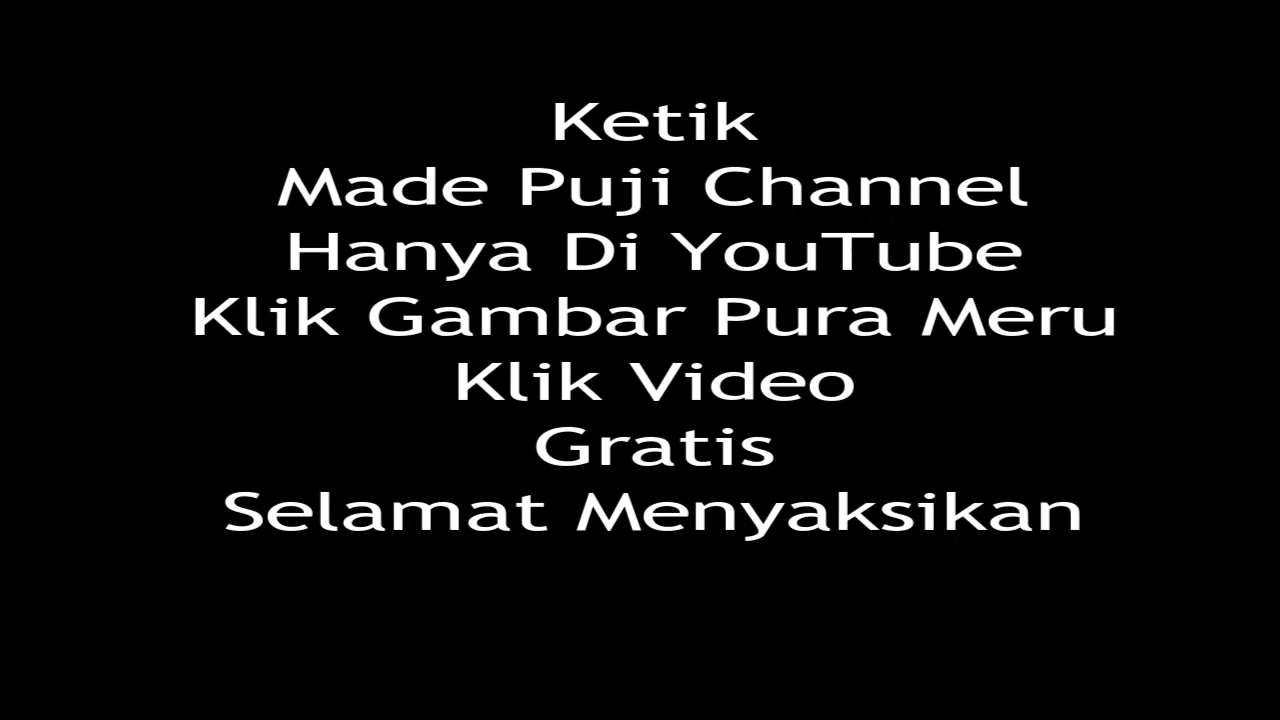 Ketik
Made Puji Channel
Hanya Di YouTube
Klik Gambar Pura Meru
Klik Video
Gratis
Selamat Menyaksikan